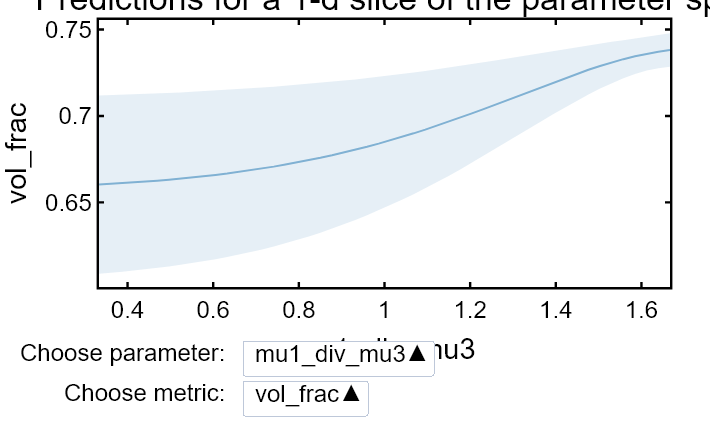 Predictions for a 1-d slice of the parameter sp
0.75
0.7
0.65
vol_frac
0.4 0.6 0.8 1 1.2 1.4 1.6
Choose parameter: mu1_div_mu3▲
Choose metric: vol_frac▲